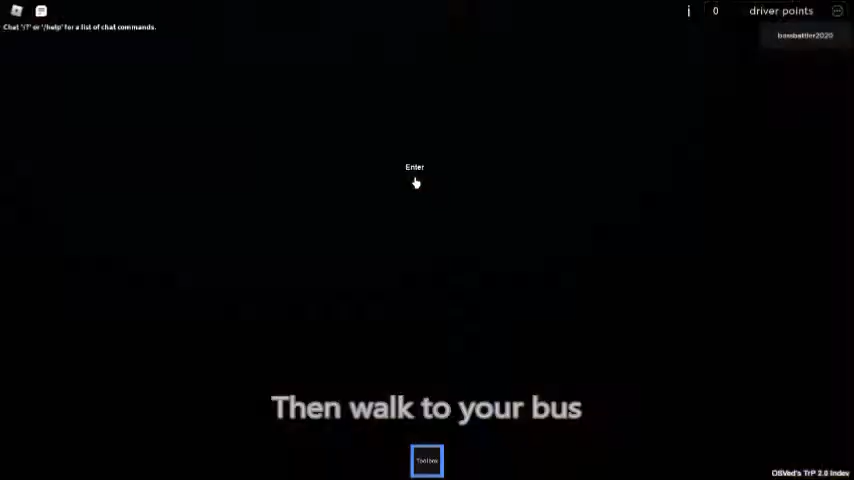 0 driver points
Chat '/?' or '/help' for a list of chat commands.
bossbattler2020
Enter
Then walk to your bus
Toolbox
OBVed's TrP 2.0 Indev